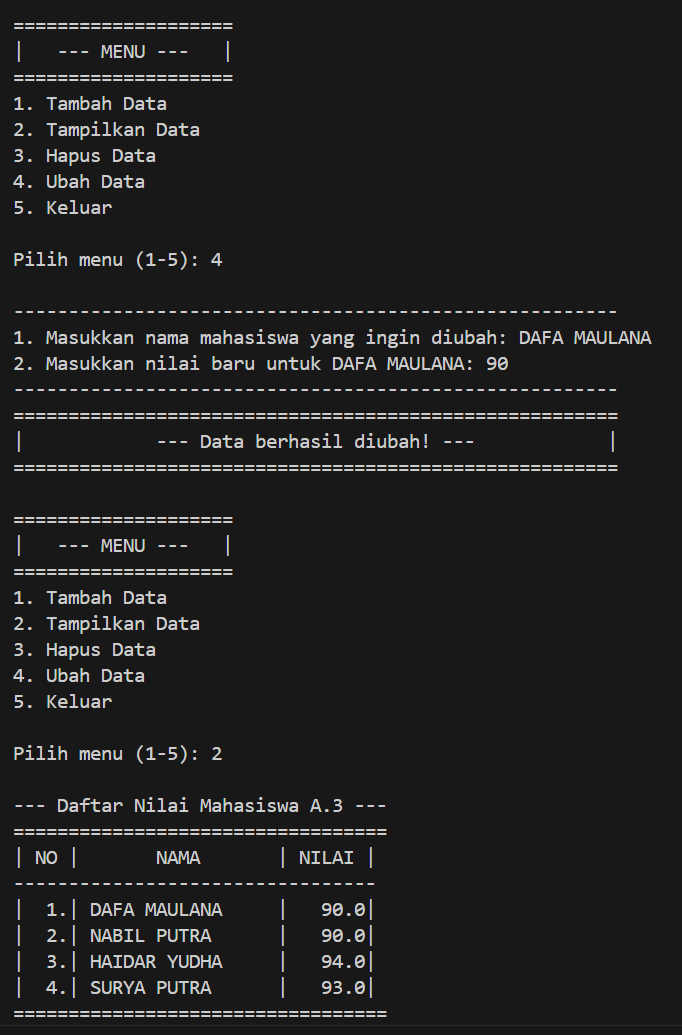 ====================
|   --- MENU ---   |
====================
1. Tambah Data
2. Tampilkan Data
3. Hapus Data
4. Ubah Data
5. Keluar

Pilih menu (1-5): 4

-------------------------------------------------------
1. Masukkan nama mahasiswa yang ingin diubah: DAFA MAULANA
2. Masukkan nilai baru untuk DAFA MAULANA: 90
-------------------------------------------------------
=======================================================
|            --- Data berhasil diubah! ---            |
=======================================================

====================
|   --- MENU ---   |
====================
1. Tambah Data
2. Tampilkan Data
3. Hapus Data
4. Ubah Data
5. Keluar

Pilih menu (1-5): 2

--- Daftar Nilai Mahasiswa A.3 ---
==================================
| NO |       NAMA       | NILAI |
---------------------------------
|  1.| DAFA MAULANA     |   90.0|
|  2.| NABIL PUTRA      |   90.0|
|  3.| HAIDAR YUDHA     |   94.0|
|  4.| SURYA PUTRA      |   93.0|
==================================